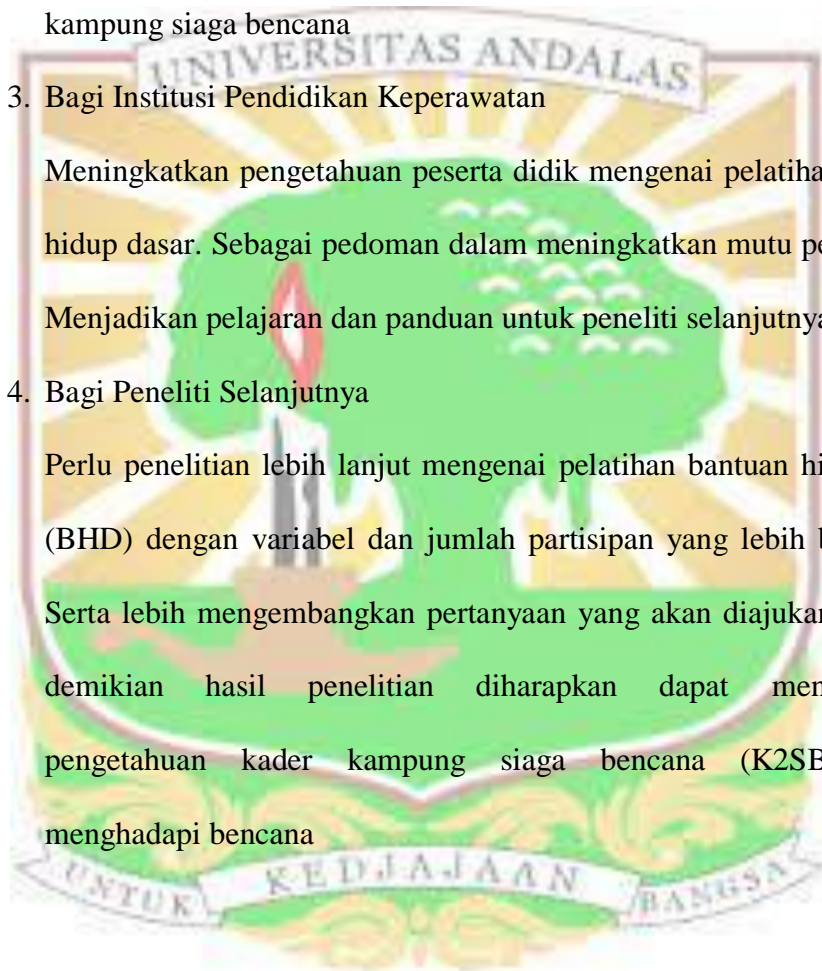 kampung siaga bencana
UNIVERSITAS ANDALAS
3. Bagi Institusi Pendidikan Keperawatan
Meningkatkan pengetahuan peserta didik mengenai pelatiha
hidup dasar. Sebagai pedoman dalam meningkatkan mutu pe
Menjadikan pelajaran dan panduan untuk peneliti selanjutnya
4. Bagi Peneliti Selanjutnya
Perlu penelitian lebih lanjut mengenai pelatihan bantuan hi
(BHD) dengan variabel dan jumlah partisipan yang lebih b
Serta lebih mengembangkan pertanyaan yang akan diajukan
demikian hasil penelitian diharapkan dapat men
pengetahuan kader kampung siaga bencana (K2SB
menghadapi bencana
UNTUK KEDJAJAAN BANGSA